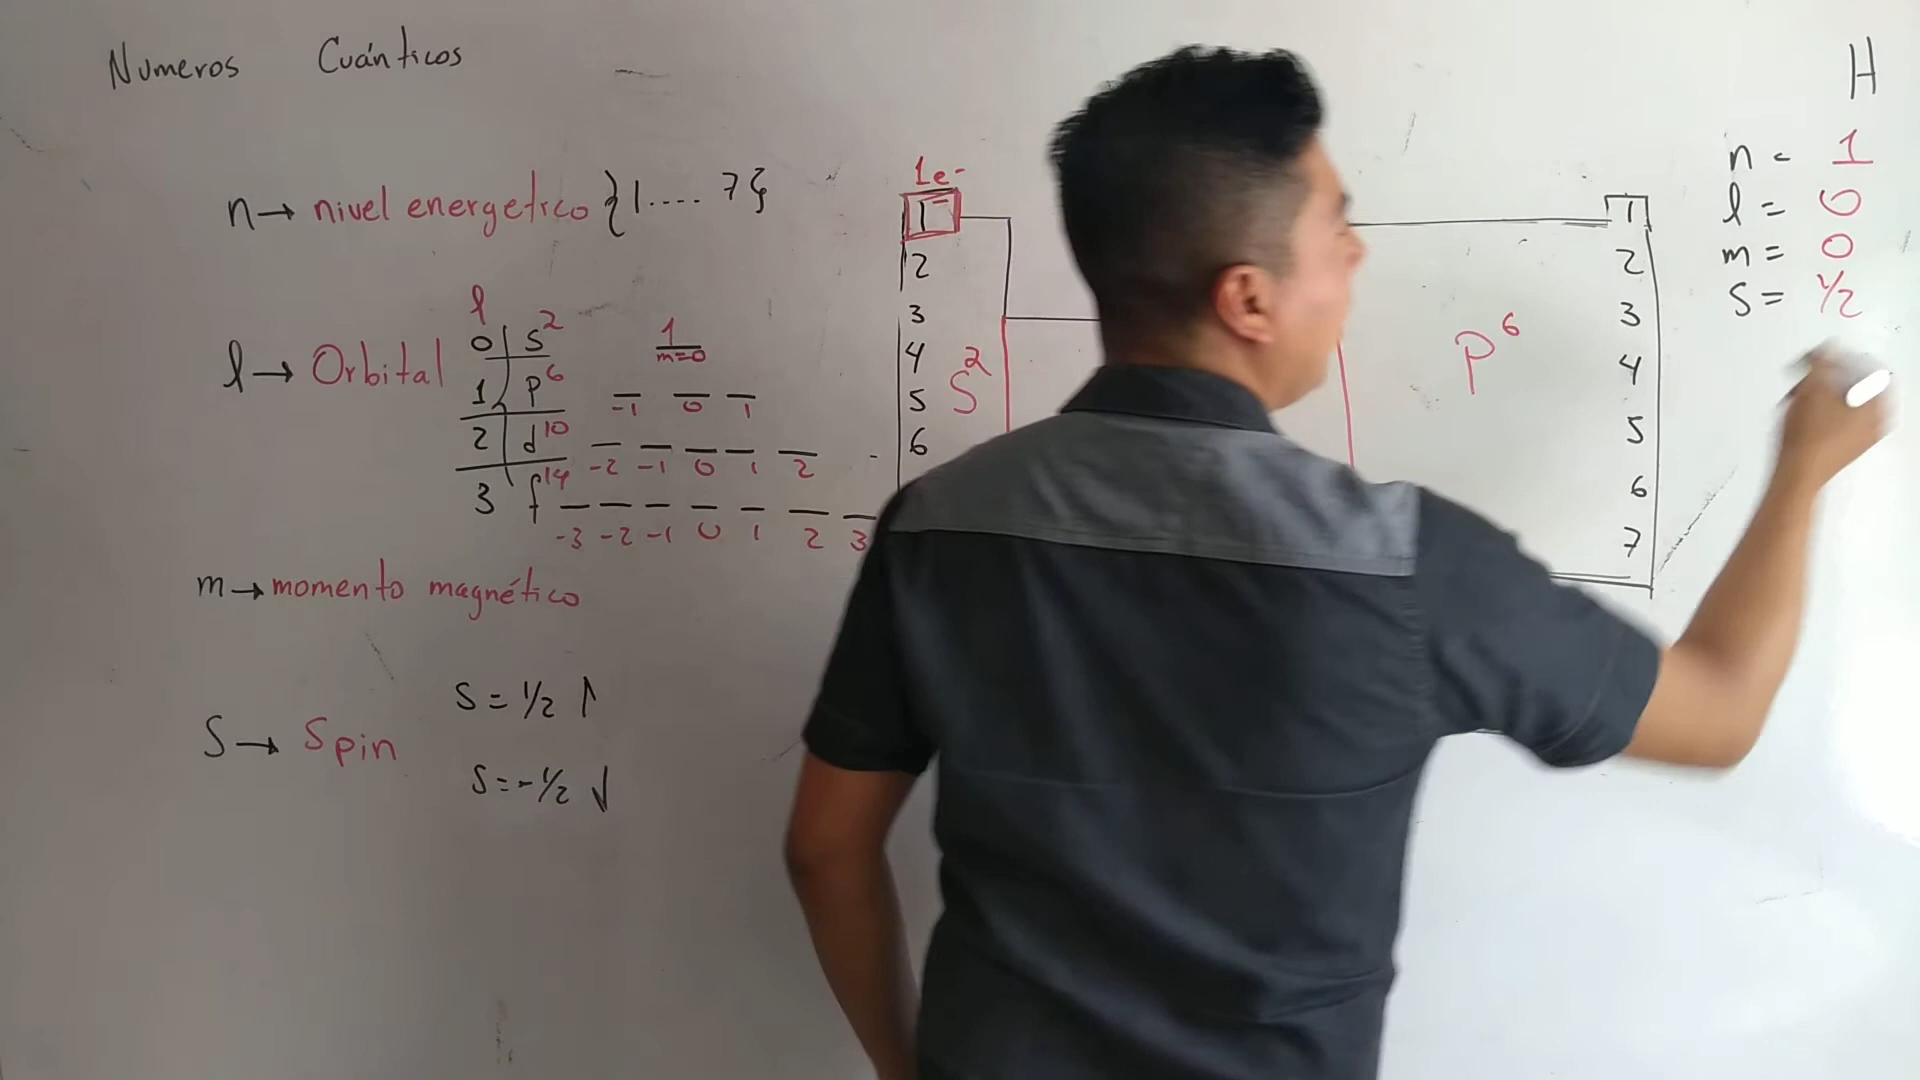 Numeros Cuánticos
n→ nivel energetico {1.... 7}
l→ Orbital
l
0 s²
1 p⁶
2 d¹⁰
3 f¹⁴
1
m=0
-1 0 1
-2 -1 0 1 2
-3 -2 -1 0 1 2 3
m→ momento magnético
S→ Spin
S = 1/2 ↑
S = -1/2 ↓
1e-
1
2
3
4
5
6
S²
P⁶
1
2
3
4
5
6
7
H
n = 1
l = 0
m = 0
S = 1/2